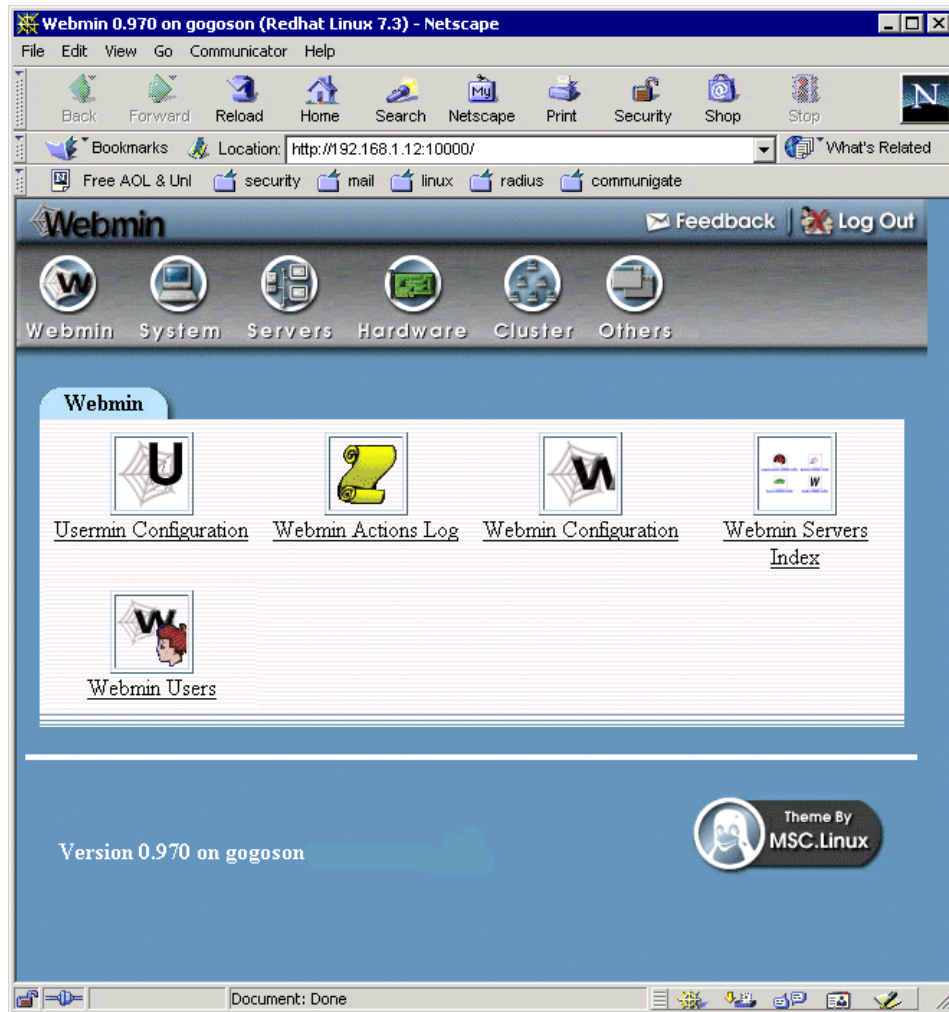 Webmin 0.970 on gogoson (Redhat Linux 7.3) - Netscape
File Edit View Go Communicator Help
Back Forward Reload Home Search Netscape Print Security Shop Stop
My
N
Bookmarks Location: http://192.168.1.12:10000/ What's Related
Free AOL & Unl security mail linux radius communigate
Webmin Feedback Log Out
Webmin System Servers Hardware Cluster Others
Webmin
Usermin Configuration Webmin Actions Log Webmin Configuration Webmin Servers Index
Webmin Users
Theme By
MSC.Linux
Version 0.970 on gogoson
Document: Done